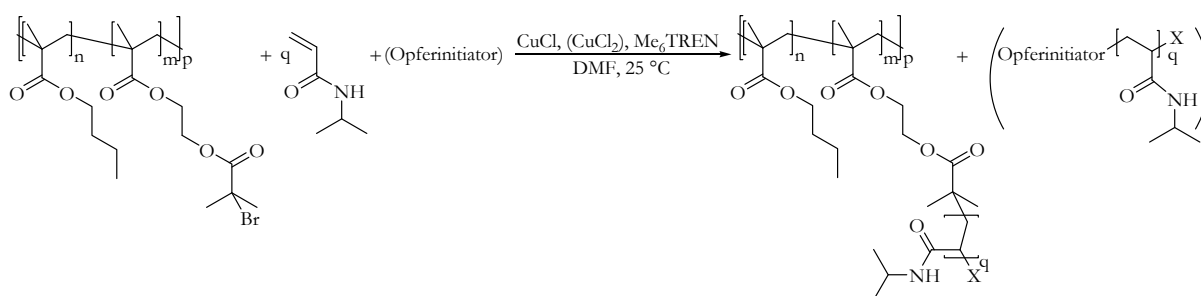 n
m p
O O
O O
O O
Br
+ q
O NH
+(Opferinitiator)
CuCl, (CuCl₂), Me₆TREN
DMF, 25 °C
n
m p
O O
O O
O O
O
q
NH X
+
(Opferinitiator
X
q
O NH
)